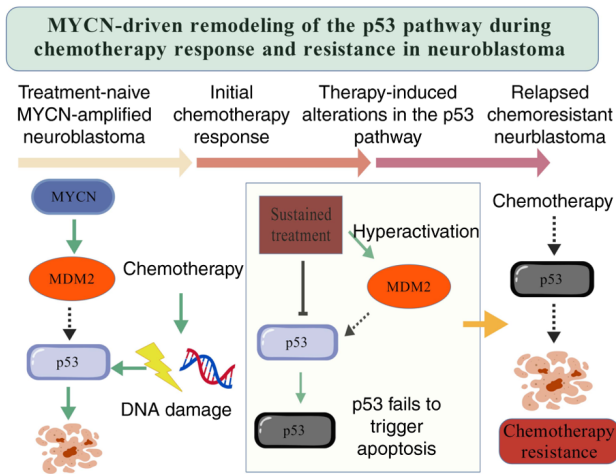 MYCN-driven remodeling of the p53 pathway during
chemotherapy response and resistance in neuroblastoma
Treatment-naive
MYCN-amplified
neuroblastoma
Initial
chemotherapy
response
Therapy-induced
alterations in the p53
pathway
Relapsed
chemoresistant
neurblastoma
MYCN
MDM2
p53
Chemotherapy
DNA damage
Sustained
treatment
Hyperactivation
MDM2
p53
p53
p53 fails to
trigger
apoptosis
Chemotherapy
p53
Chemotherapy
resistance